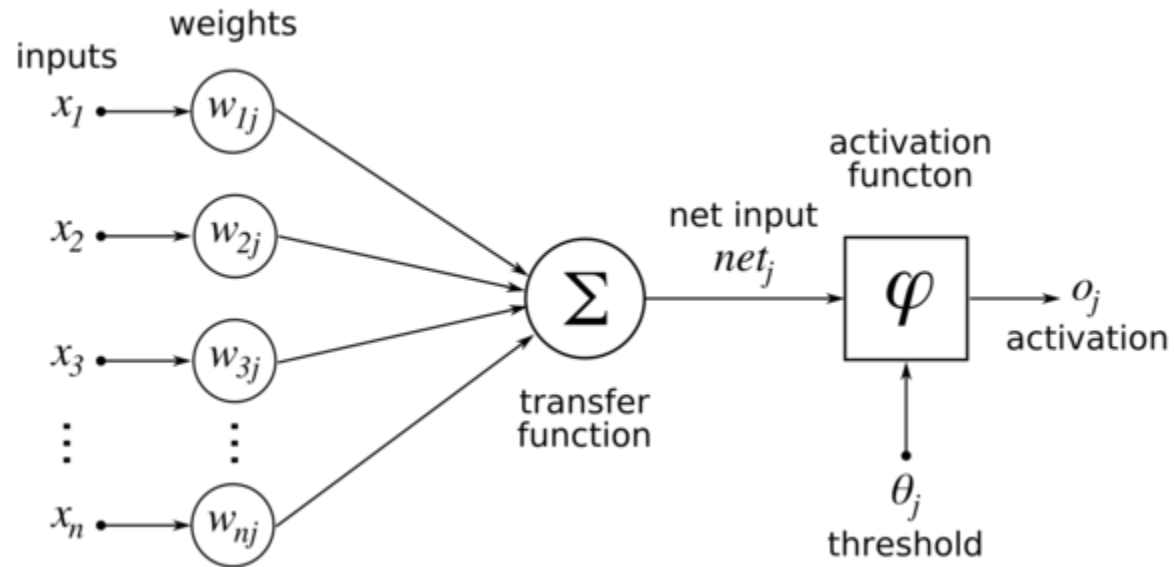 weights
inputs
x1
w1j
x2
w2j
x3
w3j
⋮ ⋮
xn
wnj
Σ
transfer
function
net input
netj
activation
functon
φ
oj
activation
θj
threshold